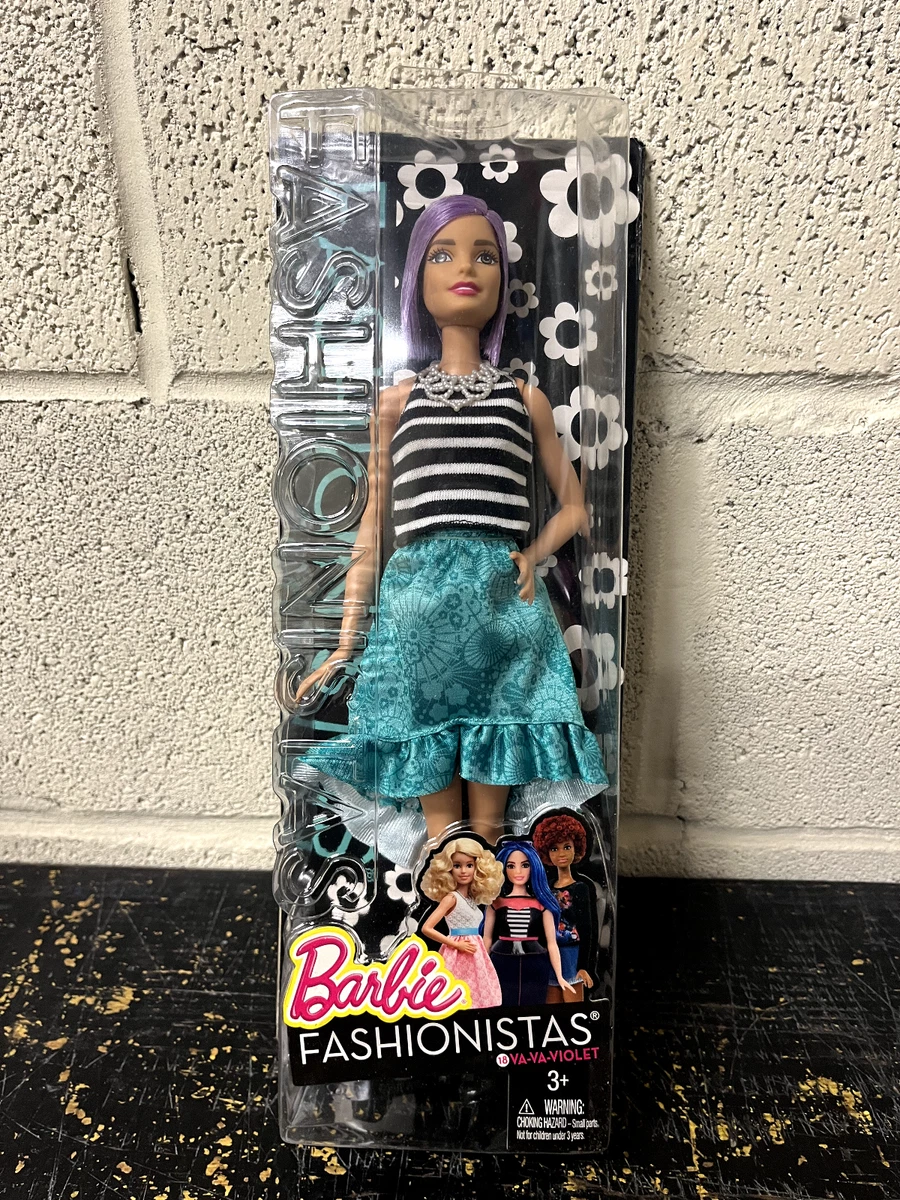 FASHIONISTAS
Barbie
FASHIONISTAS®
18 VA-VA-VIOLET
3+
⚠ WARNING:
CHOKING HAZARD – Small parts.
Not for children under 3 years.